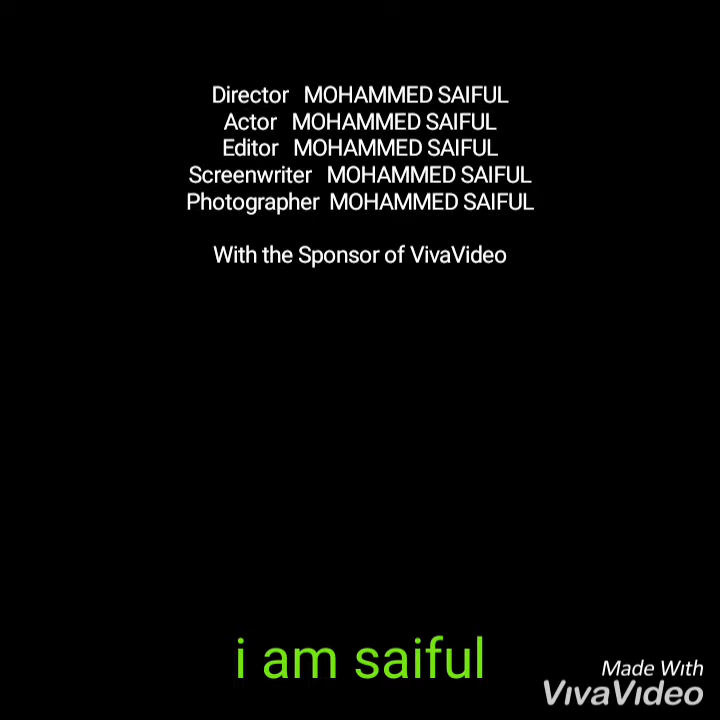 Director MOHAMMED SAIFUL
Actor MOHAMMED SAIFUL
Editor MOHAMMED SAIFUL
Screenwriter MOHAMMED SAIFUL
Photographer MOHAMMED SAIFUL
With the Sponsor of VivaVideo
i am saiful
Made With
VivaVideo